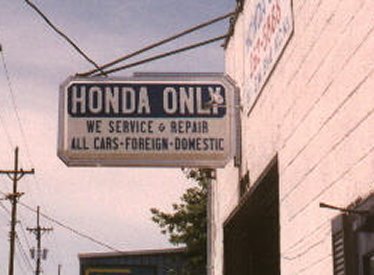 HONDA ONLY
WE SERVICE & REPAIR
ALL CARS-FOREIGN-DOMESTIC